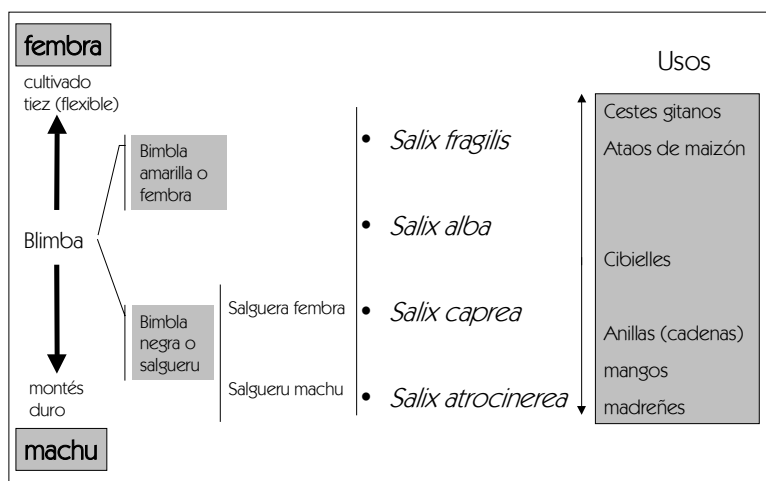 fembra
cultivado
tiez (flexible)
Blimba
montés
duro
machu
Bimbla
amarilla o
fembra
Bimbla
negra o
salgueru
Salguera fembra
Salgueru machu
• Salix fragilis
• Salix alba
• Salix caprea
• Salix atrocinerea
Usos
Cestes gitanos
Ataos de maizón
Cibielles
Anillas (cadenas)
mangos
madreñes